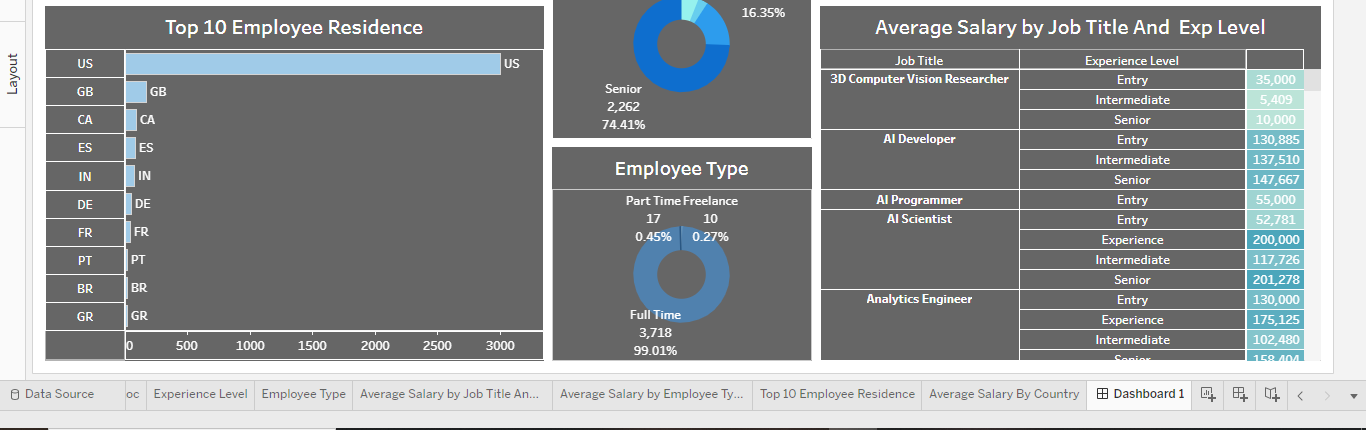 Layout
Top 10 Employee Residence
US
US
GB
GB
CA
CA
ES
ES
IN
IN
DE
DE
FR
FR
PT
PT
BR
BR
GR
GR
0 500 1000 1500 2000 2500 3000
16.35%
Senior
2,262
74.41%
Employee Type
Part Time Freelance
17 10
0.45% 0.27%
Full Time
3,718
99.01%
Average Salary by Job Title And Exp Level
Job Title Experience Level
3D Computer Vision Researcher Entry 35,000
Intermediate 5,409
Senior 10,000
AI Developer Entry 130,885
Intermediate 137,510
Senior 147,667
AI Programmer Entry 55,000
AI Scientist Entry 52,781
Experience 200,000
Intermediate 117,726
Senior 201,278
Analytics Engineer Entry 130,000
Experience 175,125
Intermediate 102,480
Senior 158,404
Data Source oc Experience Level Employee Type Average Salary by Job Title An... Average Salary by Employee Ty... Top 10 Employee Residence Average Salary By Country Dashboard 1